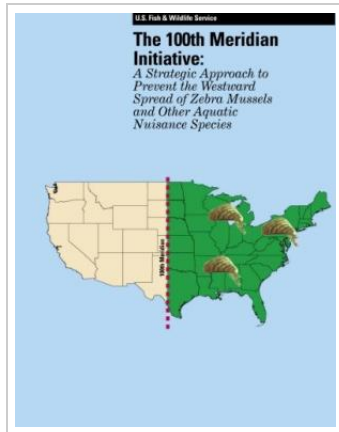 U.S. Fish & Wildlife Service
The 100th Meridian
Initiative:
A Strategic Approach to
Prevent the Westward
Spread of Zebra Mussels
and Other Aquatic
Nuisance Species
100th Meridian